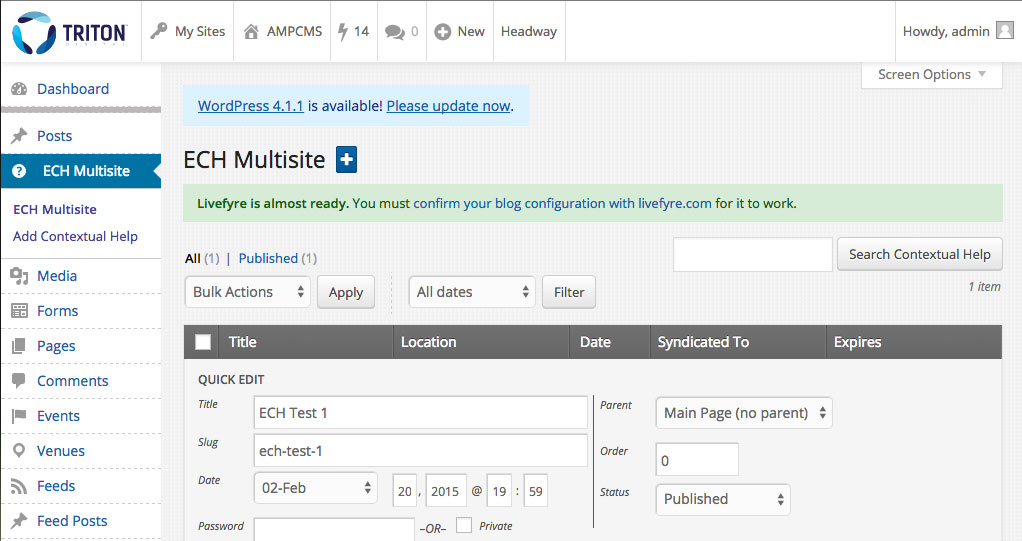 TRITON
DIGITAL
My Sites
AMPCMS
14
0
New
Headway
Howdy, admin
Screen Options
Dashboard
Posts
ECH Multisite
ECH Multisite
Add Contextual Help
Media
Forms
Pages
Comments
Events
Venues
Feeds
Feed Posts
WordPress 4.1.1 is available! Please update now.
ECH Multisite
Livefyre is almost ready. You must confirm your blog configuration with livefyre.com for it to work.
All (1) | Published (1)
Search Contextual Help
Bulk Actions
Apply
All dates
Filter
1 item
Title Location Date Syndicated To Expires
QUICK EDIT
Title ECH Test 1
Slug ech-test-1
Date 02-Feb 20 , 2015 @ 19 : 59
Password –OR– Private
Parent Main Page (no parent)
Order 0
Status Published